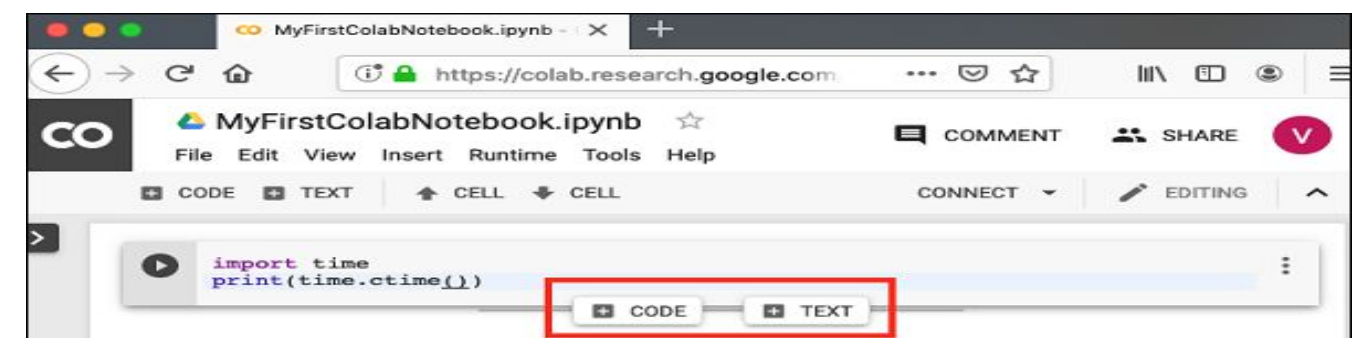 MyFirstColabNotebook.ipynb -
https://colab.research.google.com
CO MyFirstColabNotebook.ipynb COMMENT SHARE V
File Edit View Insert Runtime Tools Help
CODE TEXT CELL CELL CONNECT EDITING
import time
print(time.ctime())
CODE TEXT